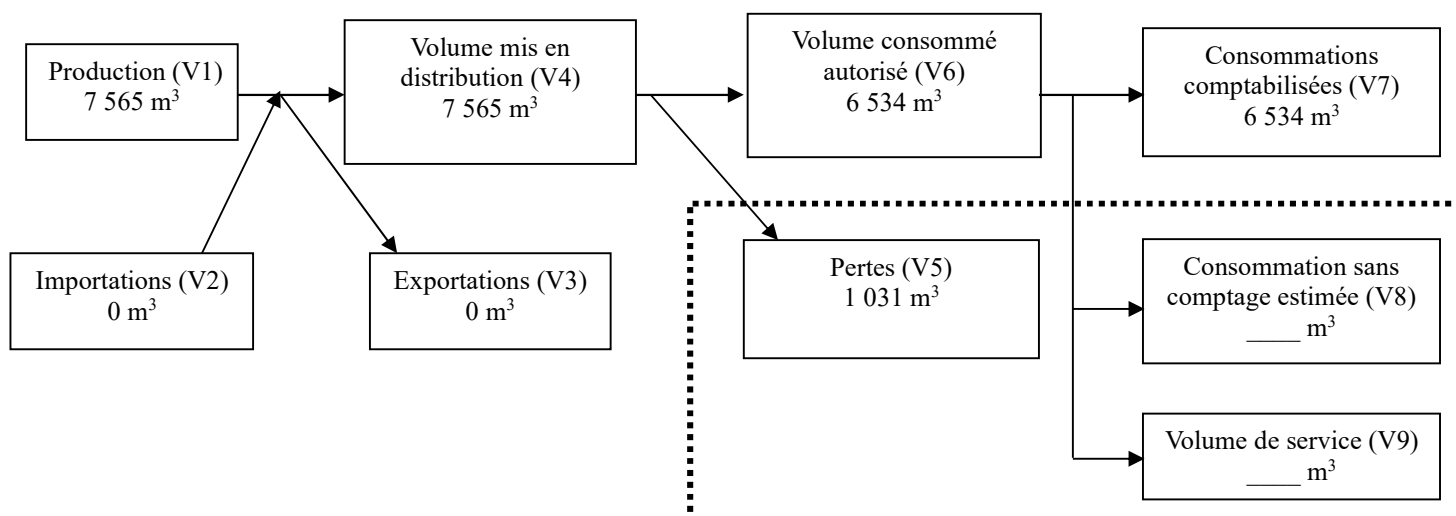 Production (V1)
7 565 m³
Volume mis en
distribution (V4)
7 565 m³
Volume consommé
autorisé (V6)
6 534 m³
Consommations
comptabilisées (V7)
6 534 m³
Importations (V2)
0 m³
Exportations (V3)
0 m³
Pertes (V5)
1 031 m³
Consommation sans
comptage estimée (V8)
____ m³
Volume de service (V9)
____ m³